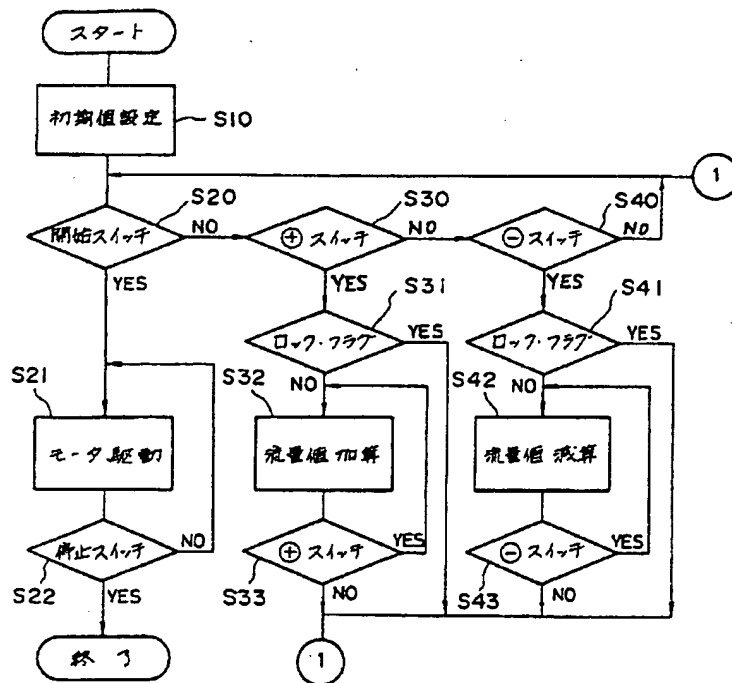 スタート
初期値設定
S10
1
S20
S30
S40
開始スイッチ
NO
⊕ スイッチ
NO
⊖ スイッチ
NO
YES
YES
YES
S31
S41
ロック・フラグ
YES
ロック・フラグ
YES
S21
S32
NO
S42
NO
モータ駆動
流量値 加算
流量値 減算
停止スイッチ
NO
⊕ スイッチ
YES
⊖ スイッチ
YES
S22
YES
S33
NO
S43
NO
終了
1